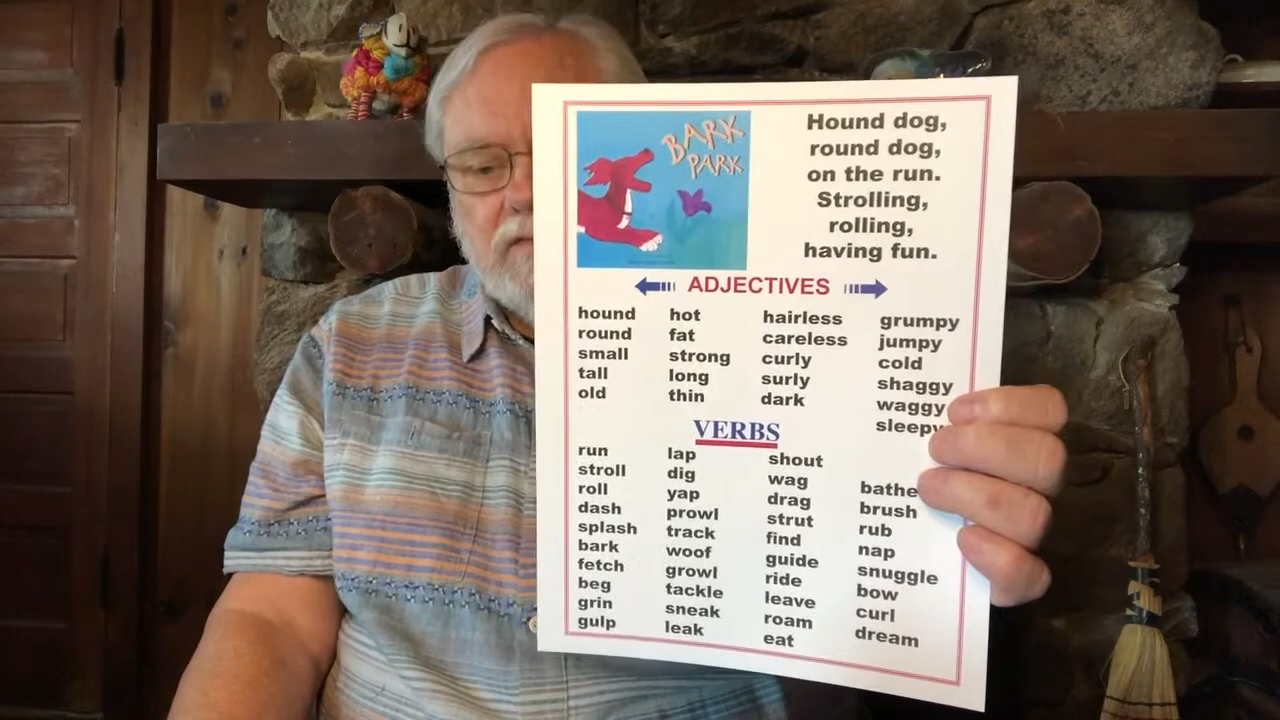 BARK
PARK
Hound dog,
round dog,
on the run.
Strolling,
rolling,
having fun.
ADJECTIVES
hound hot hairless grumpy
round fat careless jumpy
small strong curly cold
tall long surly shaggy
old thin dark waggy
sleepy
VERBS
run lap shout
stroll dig wag bathe
roll yap drag brush
dash prowl strut rub
splash track find nap
bark woof guide snuggle
fetch growl ride bow
beg tackle leave curl
grin sneak roam dream
gulp leak eat